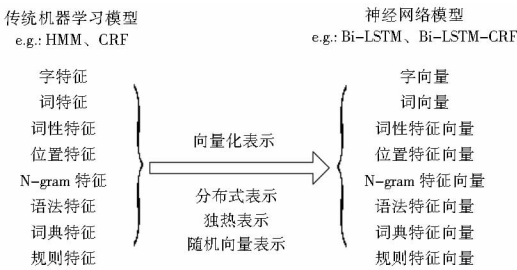 传统机器学习模型
e.g.: HMM、CRF
字特征
词特征
词性特征
位置特征
N-gram 特征
语法特征
词典特征
规则特征
向量化表示
分布式表示
独热表示
随机向量表示
神经网络模型
e.g.: Bi-LSTM、Bi-LSTM-CRF
字向量
词向量
词性特征向量
位置特征向量
N-gram 特征向量
语法特征向量
词典特征向量
规则特征向量